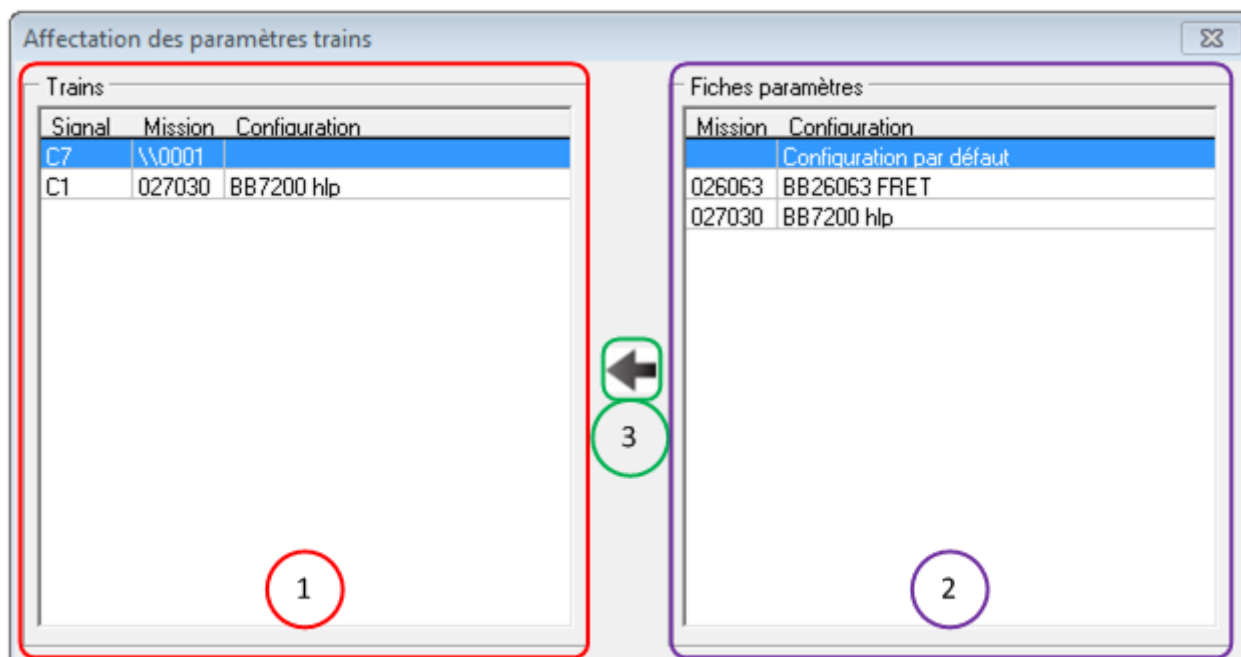 Affectation des paramètres trains
Trains
Signal Mission Configuration
C7 \\0001
C1 027030 BB7200 hlp
1
3
Fiches paramètres
Mission Configuration
Configuration par défaut
026063 BB26063 FRET
027030 BB7200 hlp
2